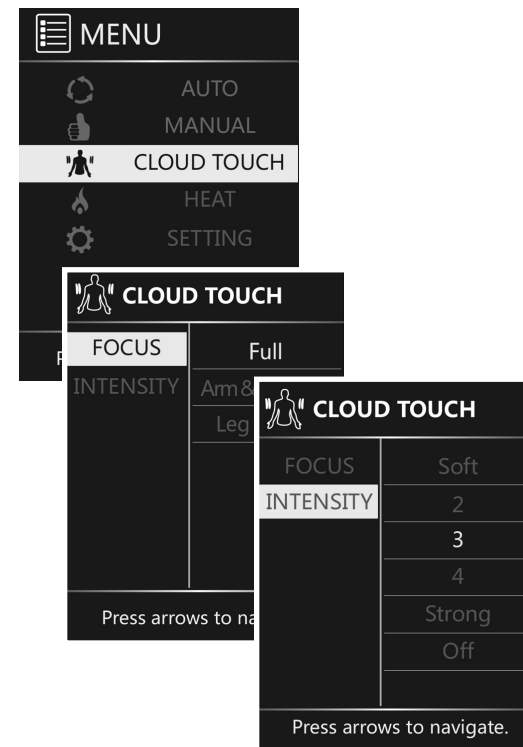 MENU
AUTO
MANUAL
CLOUD TOUCH
HEAT
SETTING
CLOUD TOUCH
FOCUS Full
INTENSITY Arm &
Leg
Press arrows to
CLOUD TOUCH
FOCUS Soft
INTENSITY 2
3
4
Strong
Off
Press arrows to navigate.